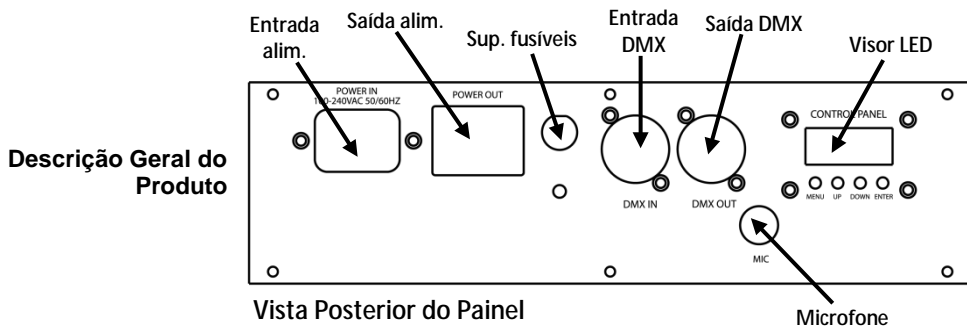 Entrada
alim.
Saída alim.
Sup. fusíveis
Entrada
DMX
Saída DMX
Visor LED
POWER IN
100-240VAC 50/60HZ
POWER OUT
CONTROL PANEL
Descrição Geral do
Produto
MENU UP DOWN ENTER
DMX IN
DMX OUT
MIC
Vista Posterior do Painel
Microfone